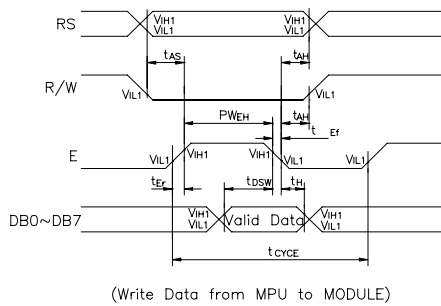 RS VIH1 VIL1 VIH1 VIL1
tAS tAH
R/W VIL1 VIL1
PWEH tAH
t Ef
E VIL1 VIH1 VIH1 VIL1 VIL1
tEr tDSW tH
DB0~DB7 VIH1 VIL1 Valid Data VIH1 VIL1
tCYCE
(Write Data from MPU to MODULE)